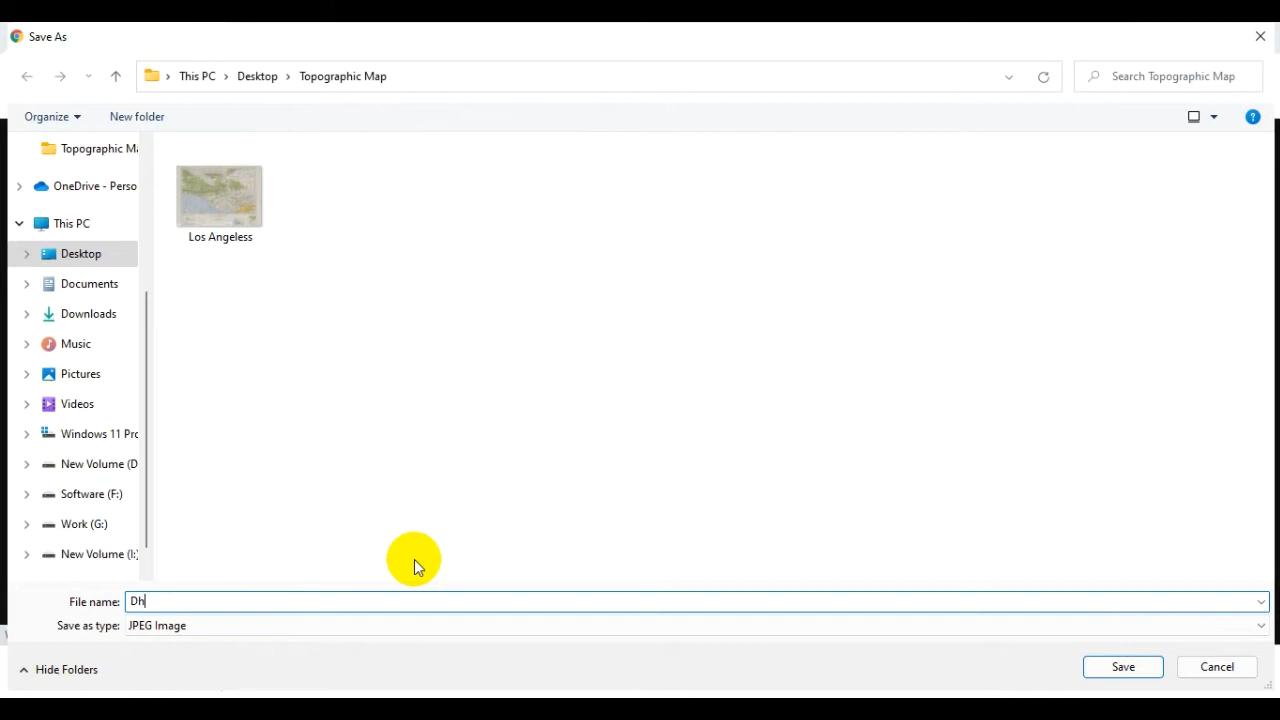 Save As
This PC > Desktop > Topographic Map
Search Topographic Map
Organize
New folder
Topographic Ma
OneDrive - Perso
This PC
Desktop
Documents
Downloads
Music
Pictures
Videos
Windows 11 Pro
New Volume (D
Software (F:)
Work (G:)
New Volume (I:)
Los Angeless
File name: Dh
Save as type: JPEG Image
Hide Folders
Save
Cancel